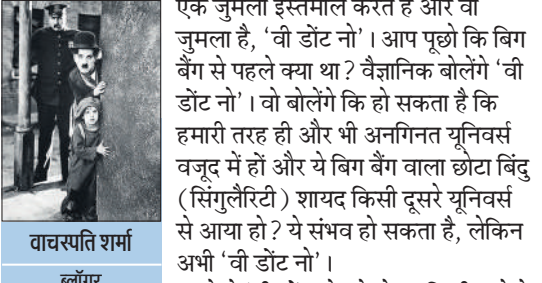 एक जुमला इस्तेमाल करते हैं और वो
जुमला है, ‘वी डोंट नो’। आप पूछो कि बिग
बैंग से पहले क्या था? वैज्ञानिक बोलेंगे ‘वी
डोंट नो’। वो बोलेंगे कि हो सकता है कि
हमारी तरह ही और भी अनगिनत यूनिवर्स
वजूद में हों और ये बिग बैंग वाला छोटा बिंदु
(सिंगुलैरिटी) शायद किसी दूसरे यूनिवर्स
से आया हो? ये संभव हो सकता है, लेकिन
अभी ‘वी डोंट नो’।
वाचस्पति शर्मा
ब्लॉगर